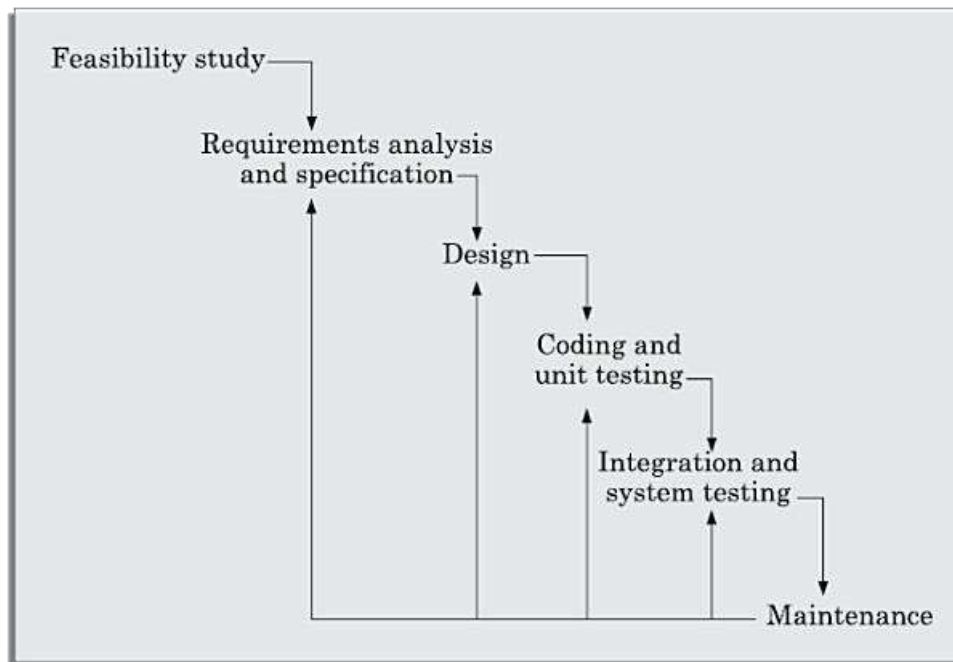 Feasibility study
Requirements analysis
and specification
Design
Coding and
unit testing
Integration and
system testing
Maintenance